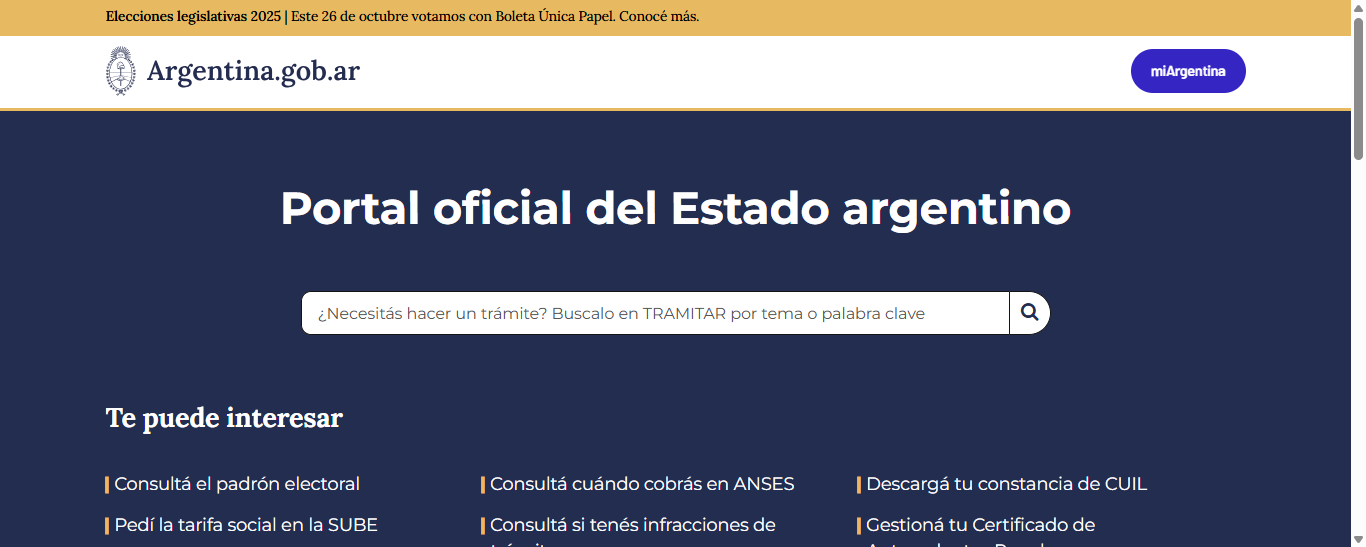 Elecciones legislativas 2025 | Este 26 de octubre votamos con Boleta Única Papel. Conocé más.
Argentina.gob.ar
miArgentina
Portal oficial del Estado argentino
¿Necesitás hacer un trámite? Buscalo en TRAMITAR por tema o palabra clave
Te puede interesar
Consultá el padrón electoral
Consultá cuándo cobrás en ANSES
Descargá tu constancia de CUIL
Pedí la tarifa social en la SUBE
Consultá si tenés infracciones de
Gestioná tu Certificado de